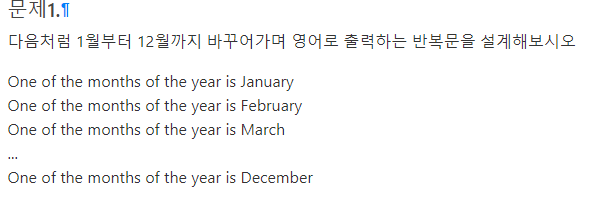 문제1.¶
다음처럼 1월부터 12월까지 바꾸어가며 영어로 출력하는 반복문을 설계해보시오
One of the months of the year is January
One of the months of the year is February
One of the months of the year is March
...
One of the months of the year is December